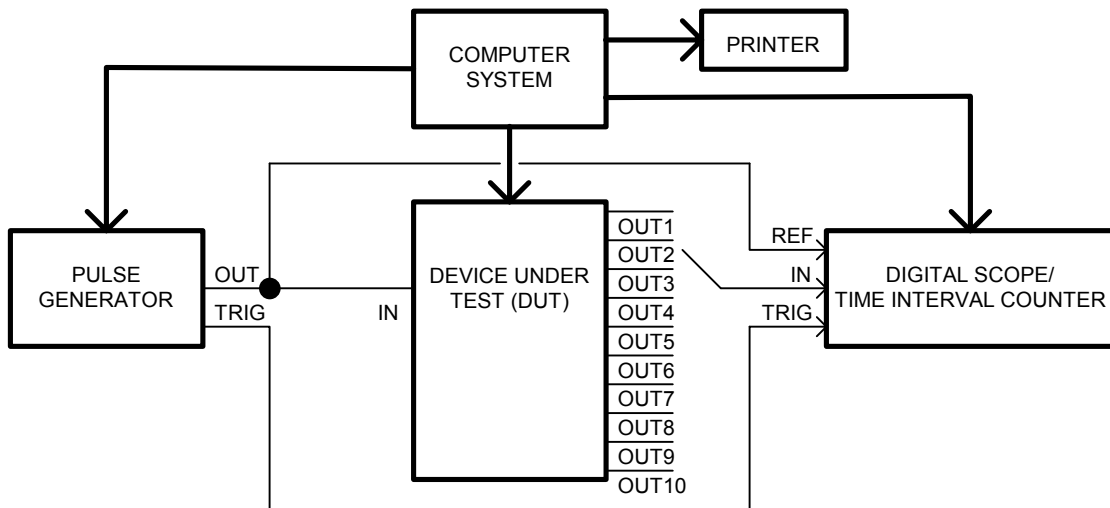 COMPUTER
SYSTEM
PRINTER
PULSE
GENERATOR
OUT
TRIG
IN
DEVICE UNDER
TEST (DUT)
OUT1
OUT2
OUT3
OUT4
OUT5
OUT6
OUT7
OUT8
OUT9
OUT10
REF
IN
TRIG
DIGITAL SCOPE/
TIME INTERVAL COUNTER